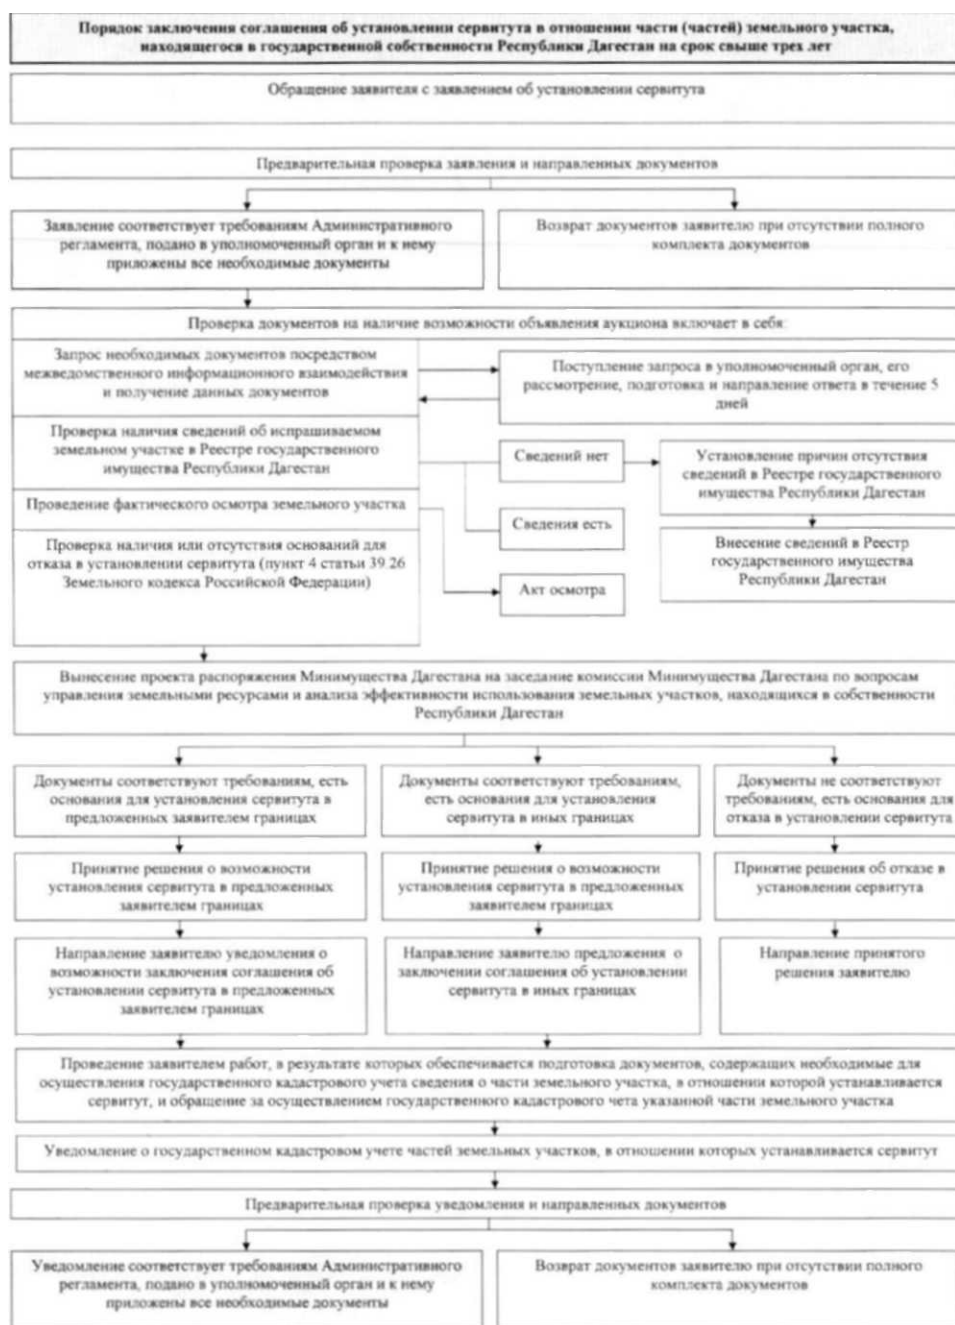 Порядок заключения соглашения об установлении сервитута в отношении части (частей) земельного участка,
находящегося в государственной собственности Республики Дагестан на срок свыше трех лет
Обращение заявителя с заявлением об установлении сервитута
Предварительная проверка заявления и направленных документов
Заявление соответствует требованиям Административного
регламента, подано в уполномоченный орган и к нему
приложены все необходимые документы
Возврат документов заявителю при отсутствии полного
комплекта документов
Проверка документов на наличие возможности объявления аукциона включает в себя:
Запрос необходимых документов посредством
межведомственного информационного взаимодействия
и получение данных документов
Поступление запроса в уполномоченный орган, его
рассмотрение, подготовка и направление ответа в течение 5
дней
Проверка наличия сведений об испрашиваемом
земельном участке в Реестре государственного
имущества Республики Дагестан
Сведений нет
Установление причин отсутствия
сведений в Реестре государственного
имущества Республики Дагестан
Проведение фактического осмотра земельного участка
Сведения есть
Внесение сведений в Реестр
государственного имущества
Республики Дагестан
Проверка наличия или отсутствия оснований для
отказа в установлении сервитута (пункт 4 статьи 39.26
Земельного кодекса Российской Федерации)
Акт осмотра
Вынесение проекта распоряжения Минимущества Дагестана на заседание комиссии Минимущества Дагестана по вопросам
управления земельными ресурсами и анализа эффективности использования земельных участков, находящихся в собственности
Республики Дагестан
Документы соответствуют требованиям, есть
основания для установления сервитута в
предложенных заявителем границах
Документы соответствуют требованиям,
есть основания для установления
сервитута в иных границах
Документы не соответствуют
требованиям, есть основания для
отказа в установлении сервитута
Принятие решения о возможности
установления сервитута в предложенных
заявителем границах
Принятие решения о возможности
установления сервитута в предложенных
заявителем границах
Принятие решения об отказе в
установлении сервитута
Направление заявителю уведомления о
возможности заключения соглашения об
установлении сервитута в предложенных
заявителем границах
Направление заявителю предложения о
заключении соглашения об установлении
сервитута в иных границах
Направление принятого
решения заявителю
Проведение заявителем работ, в результате которых обеспечивается подготовка документов, содержащих необходимые для
осуществления государственного кадастрового учета сведения о части земельного участка, в отношении которой устанавливается
сервитут, и обращение за осуществлением государственного кадастрового чета указанной части земельного участка
Уведомление о государственном кадастровом учете частей земельных участков, в отношении которых устанавливается сервитут
Предварительная проверка уведомления и направленных документов
Уведомление соответствует требованиям Административного
регламента, подано в уполномоченный орган и к нему
приложены все необходимые документы
Возврат документов заявителю при отсутствии полного
комплекта документов